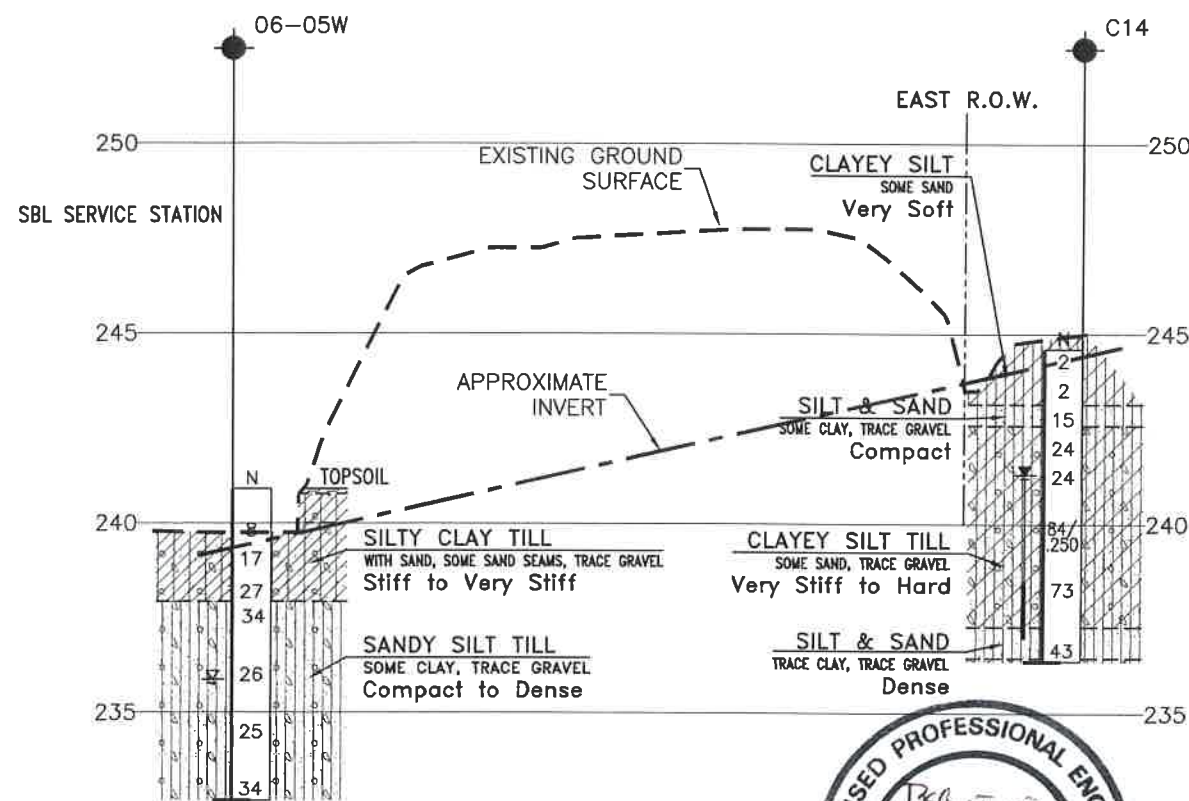 06-05W
C14
EAST R.O.W.
250
250
EXISTING GROUND
SURFACE
CLAYEY SILT
SOME SAND
Very Soft
SBL SERVICE STATION
245
245
N
2
2
15
24
24
84/
.250
73
43
APPROXIMATE
INVERT
SILT & SAND
SOME CLAY, TRACE GRAVEL
Compact
N
TOPSOIL
240
240
8
17
27
34
26
25
34
SILTY CLAY TILL
WITH SAND, SOME SAND SEAMS, TRACE GRAVEL
Stiff to Very Stiff
CLAYEY SILT TILL
SOME SAND, TRACE GRAVEL
Very Stiff to Hard
SANDY SILT TILL
SOME CLAY, TRACE GRAVEL
Compact to Dense
SILT & SAND
TRACE CLAY, TRACE GRAVEL
Dense
235
235
SED PROFESSIONAL ENG